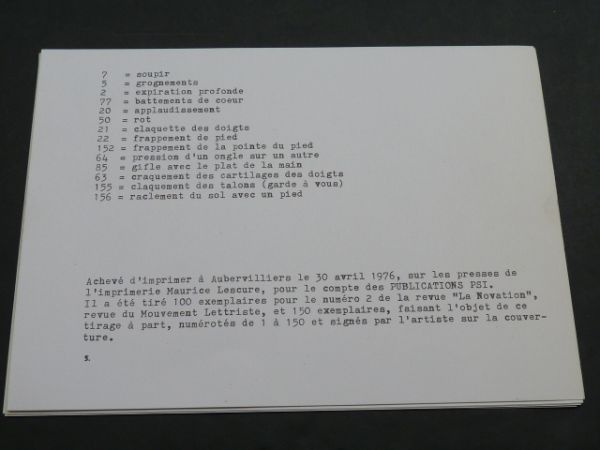 7 = soupir
5 = grognements
2 = expiration profonde
77 = battements de coeur
20 = applaudissement
50 = rot
21 = claquette des doigts
22 = frappement de pied
152 = frappement de la pointe du pied
64 = pression d'un ongle sur un autre
85 = gifle avec le plat de la main
63 = craquement des cartilages des doigts
155 = claquement des talons (garde à vous)
156 = raclement du sol avec un pied
Achevé d'imprimer à Aubervilliers le 30 avril 1976, sur les presses de
l'imprimerie Maurice Lescure, pour le compte des PUBLICATIONS PSI.
Il a été tiré 100 exemplaires pour le numéro 2 de la revue "La Novation",
revue du Mouvement Lettriste, et 150 exemplaires, faisant l'objet de ce
tirage à part, numérotés de 1 à 150 et signés par l'artiste sur la couver-
ture.
5.